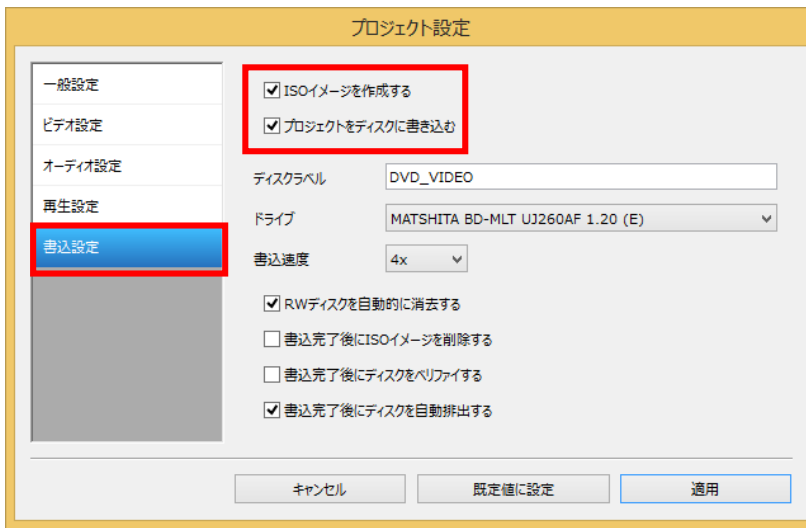 プロジェクト設定
一般設定
ビデオ設定
オーディオ設定
再生設定
書込設定
ISOイメージを作成する
プロジェクトをディスクに書き込む
ディスクラベル DVD_VIDEO
ドライブ MATSHITA BD-MLT UJ260AF 1.20 (E)
書込速度 4x
RWディスクを自動的に消去する
書込完了後にISOイメージを削除する
書込完了後にディスクをベリファイする
書込完了後にディスクを自動排出する
キャンセル 既定値に設定 適用